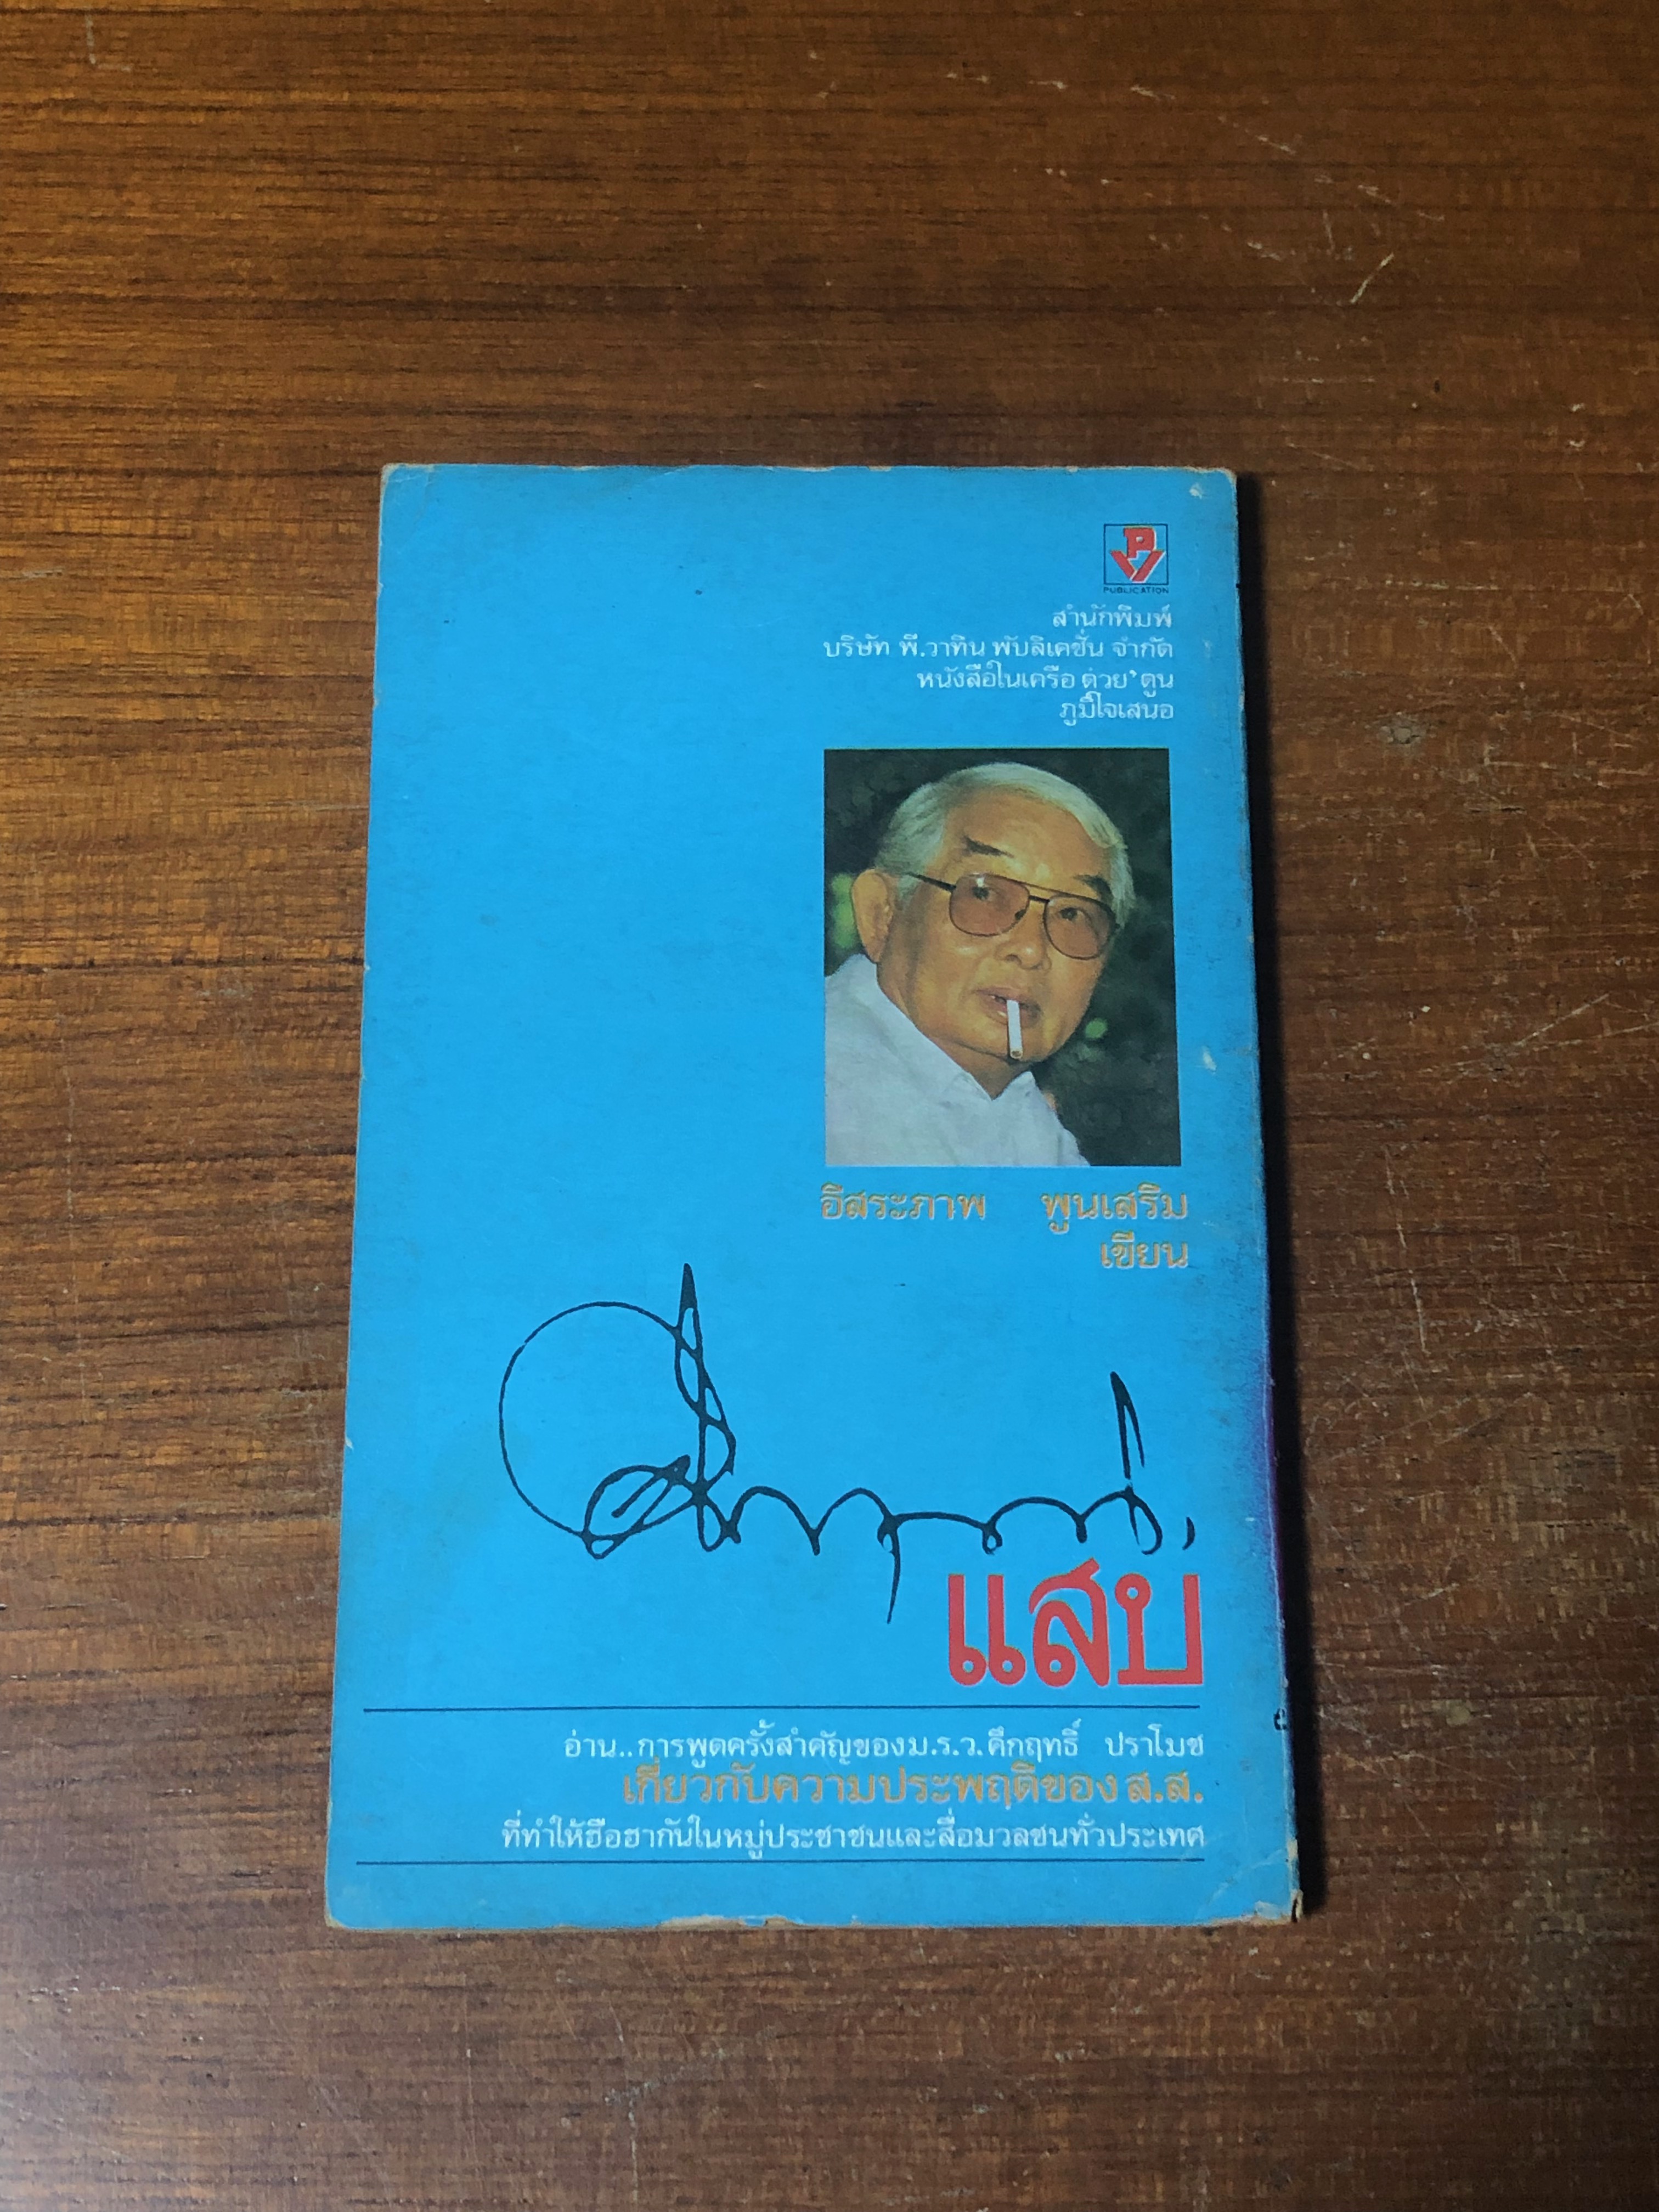 PV
PUBLICATION
สำนักพิมพ์
บริษัท พี.วาทิน พับลิเคชั่น จำกัด
หนังสือในเครือ ต่วย'ตูน
ภูมิใจเสนอ
อิสระภาพ พูนเสริม
เขียน
แสบ
อ่าน..การพูดครั้งสำคัญของม.ร.ว.คึกฤทธิ์ ปราโมช
เกี่ยวกับความประพฤติของ ส.ส.
ที่ทำให้ฮือฮากันในหมู่ประชาชนและสื่อมวลชนทั่วประเทศ